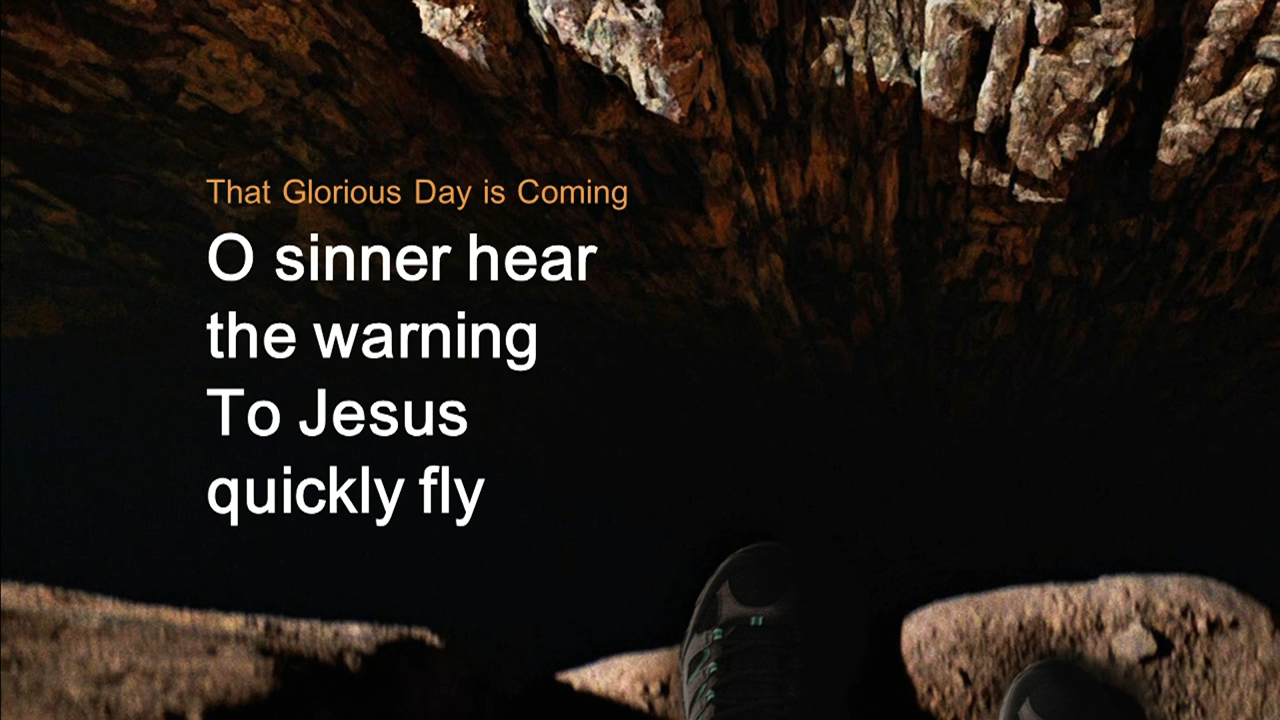 That Glorious Day is Coming
O sinner hear
the warning
To Jesus
quickly fly